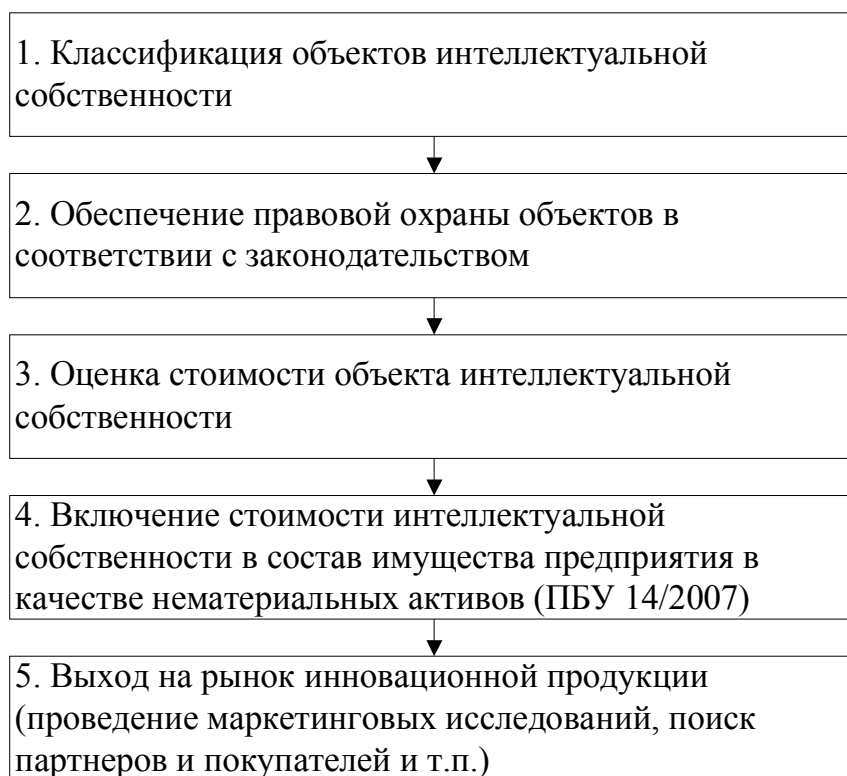 1. Классификация объектов интеллектуальной
собственности
2. Обеспечение правовой охраны объектов в
соответствии с законодательством
3. Оценка стоимости объекта интеллектуальной
собственности
4. Включение стоимости интеллектуальной
собственности в состав имущества предприятия в
качестве нематериальных активов (ПБУ 14/2007)
5. Выход на рынок инновационной продукции
(проведение маркетинговых исследований, поиск
партнеров и покупателей и т.п.)